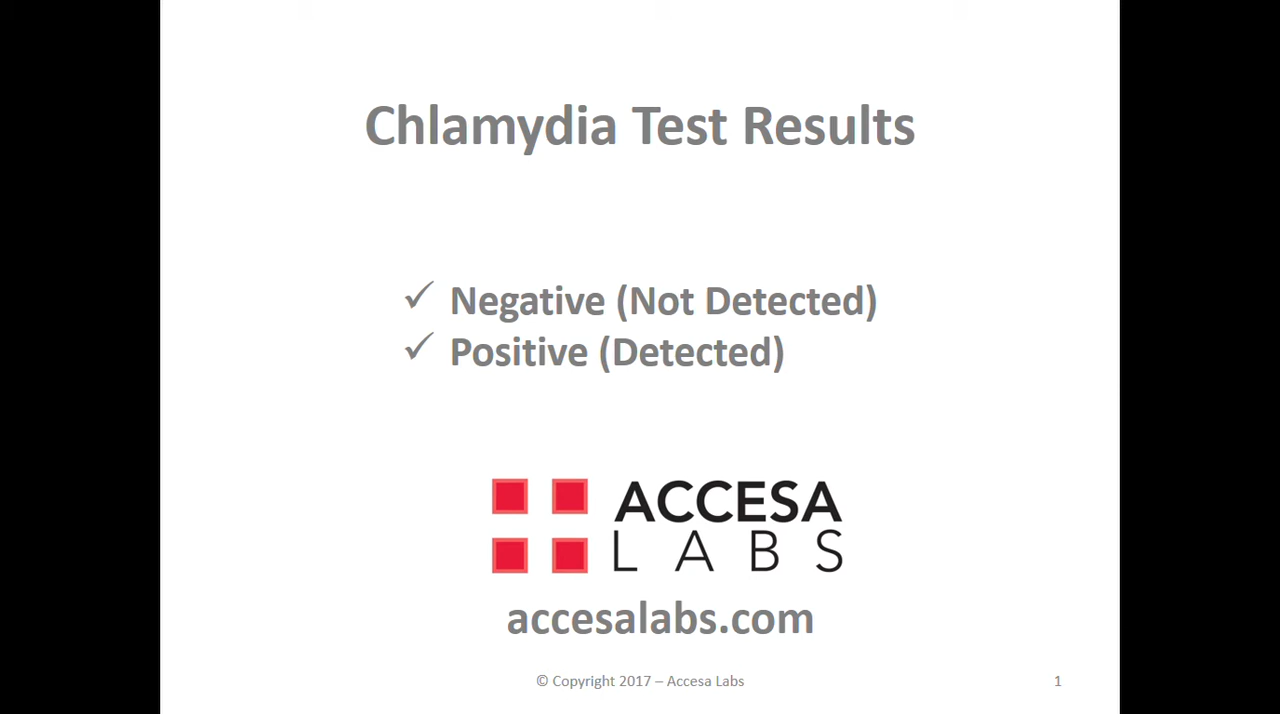 Chlamydia Test Results
✓ Negative (Not Detected)
✓ Positive (Detected)
ACCESA
LABS
accesalabs.com
© Copyright 2017 – Accesa Labs
1